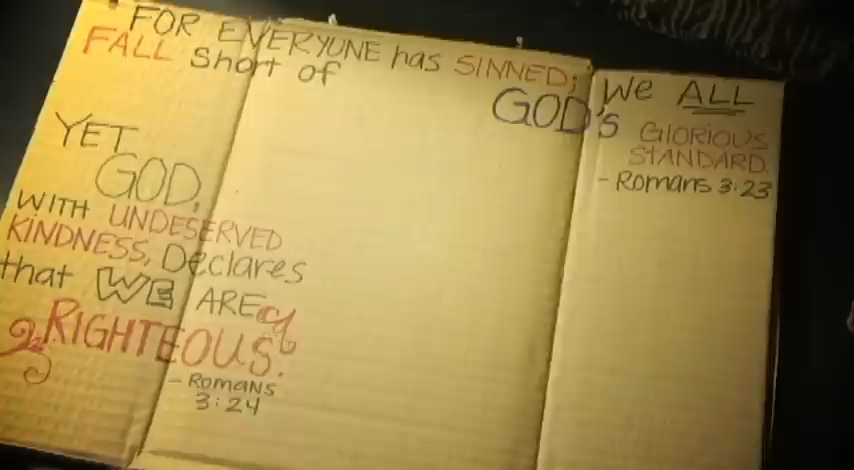 FOR EVERYONE has SINNED; We ALL
FALL Short of GOD's GLORIOUS
STANDARD.
- Romans 3:23
YET
GOD,
WITH UNDESERVED
KINDNESS, Declares
that WE ARE
RIGHTEOUS.
- ROMANS
3:24